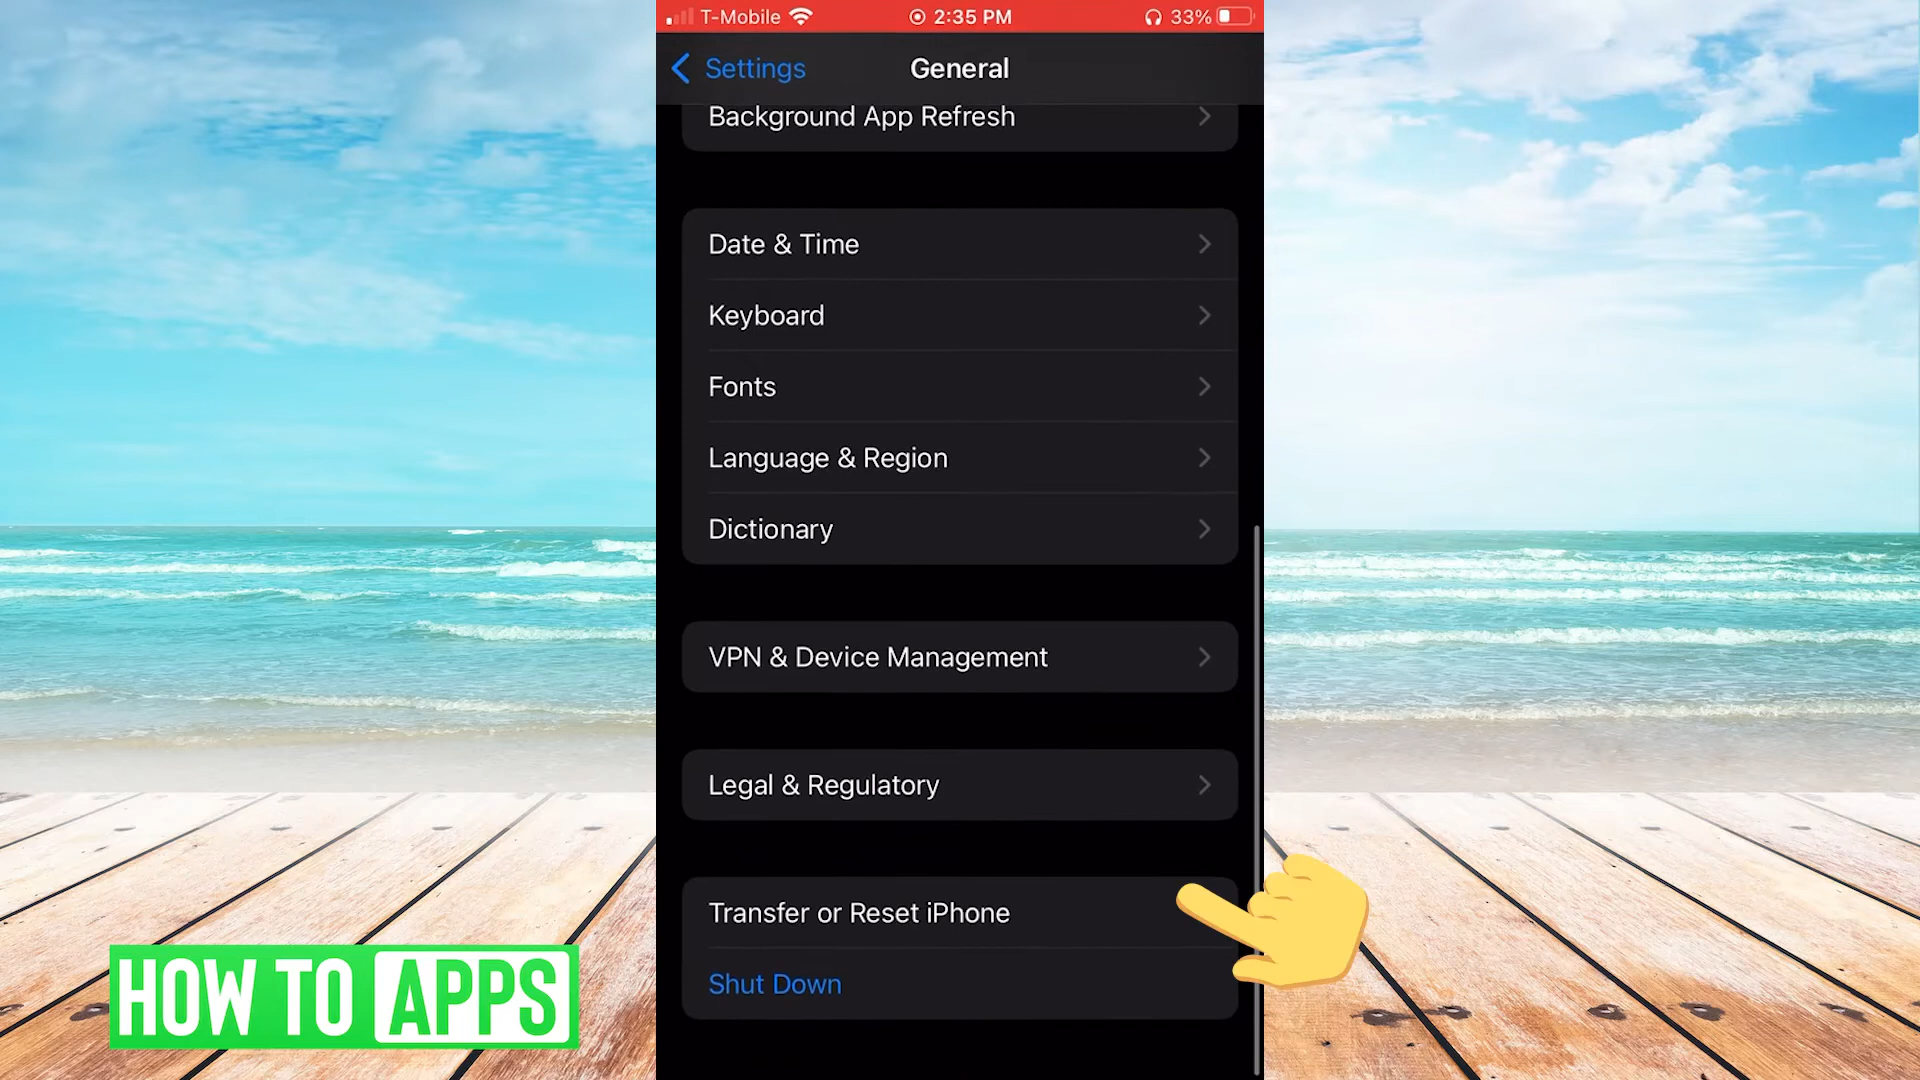 T-Mobile 2:35 PM 33%
Settings General
Background App Refresh
Date & Time
Keyboard
Fonts
Language & Region
Dictionary
VPN & Device Management
Legal & Regulatory
Transfer or Reset iPhone
Shut Down
HOW TO APPS